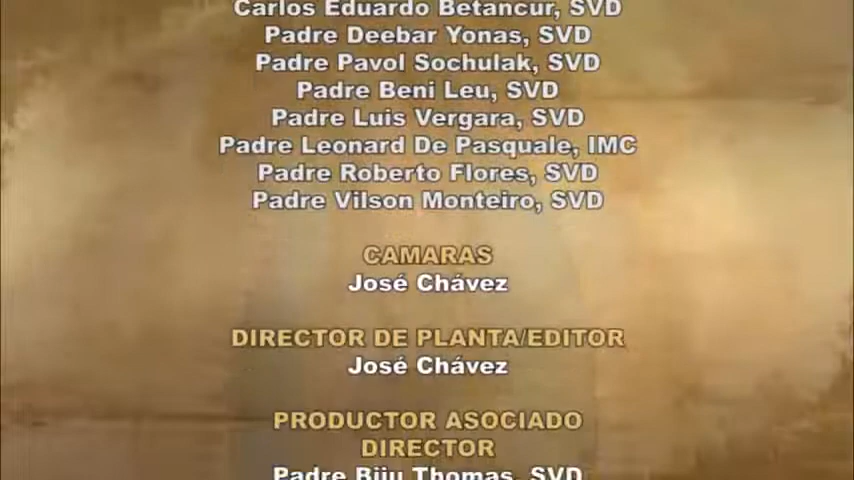 Carlos Eduardo Betancur, SVD
Padre Deebar Yonas, SVD
Padre Pavol Sochulak, SVD
Padre Beni Leu, SVD
Padre Luis Vergara, SVD
Padre Leonard De Pasquale, IMC
Padre Roberto Flores, SVD
Padre Vilson Monteiro, SVD
CAMARAS
José Chávez
DIRECTOR DE PLANTA/EDITOR
José Chávez
PRODUCTOR ASOCIADO
DIRECTOR
Padre Biju Thomas, SVD